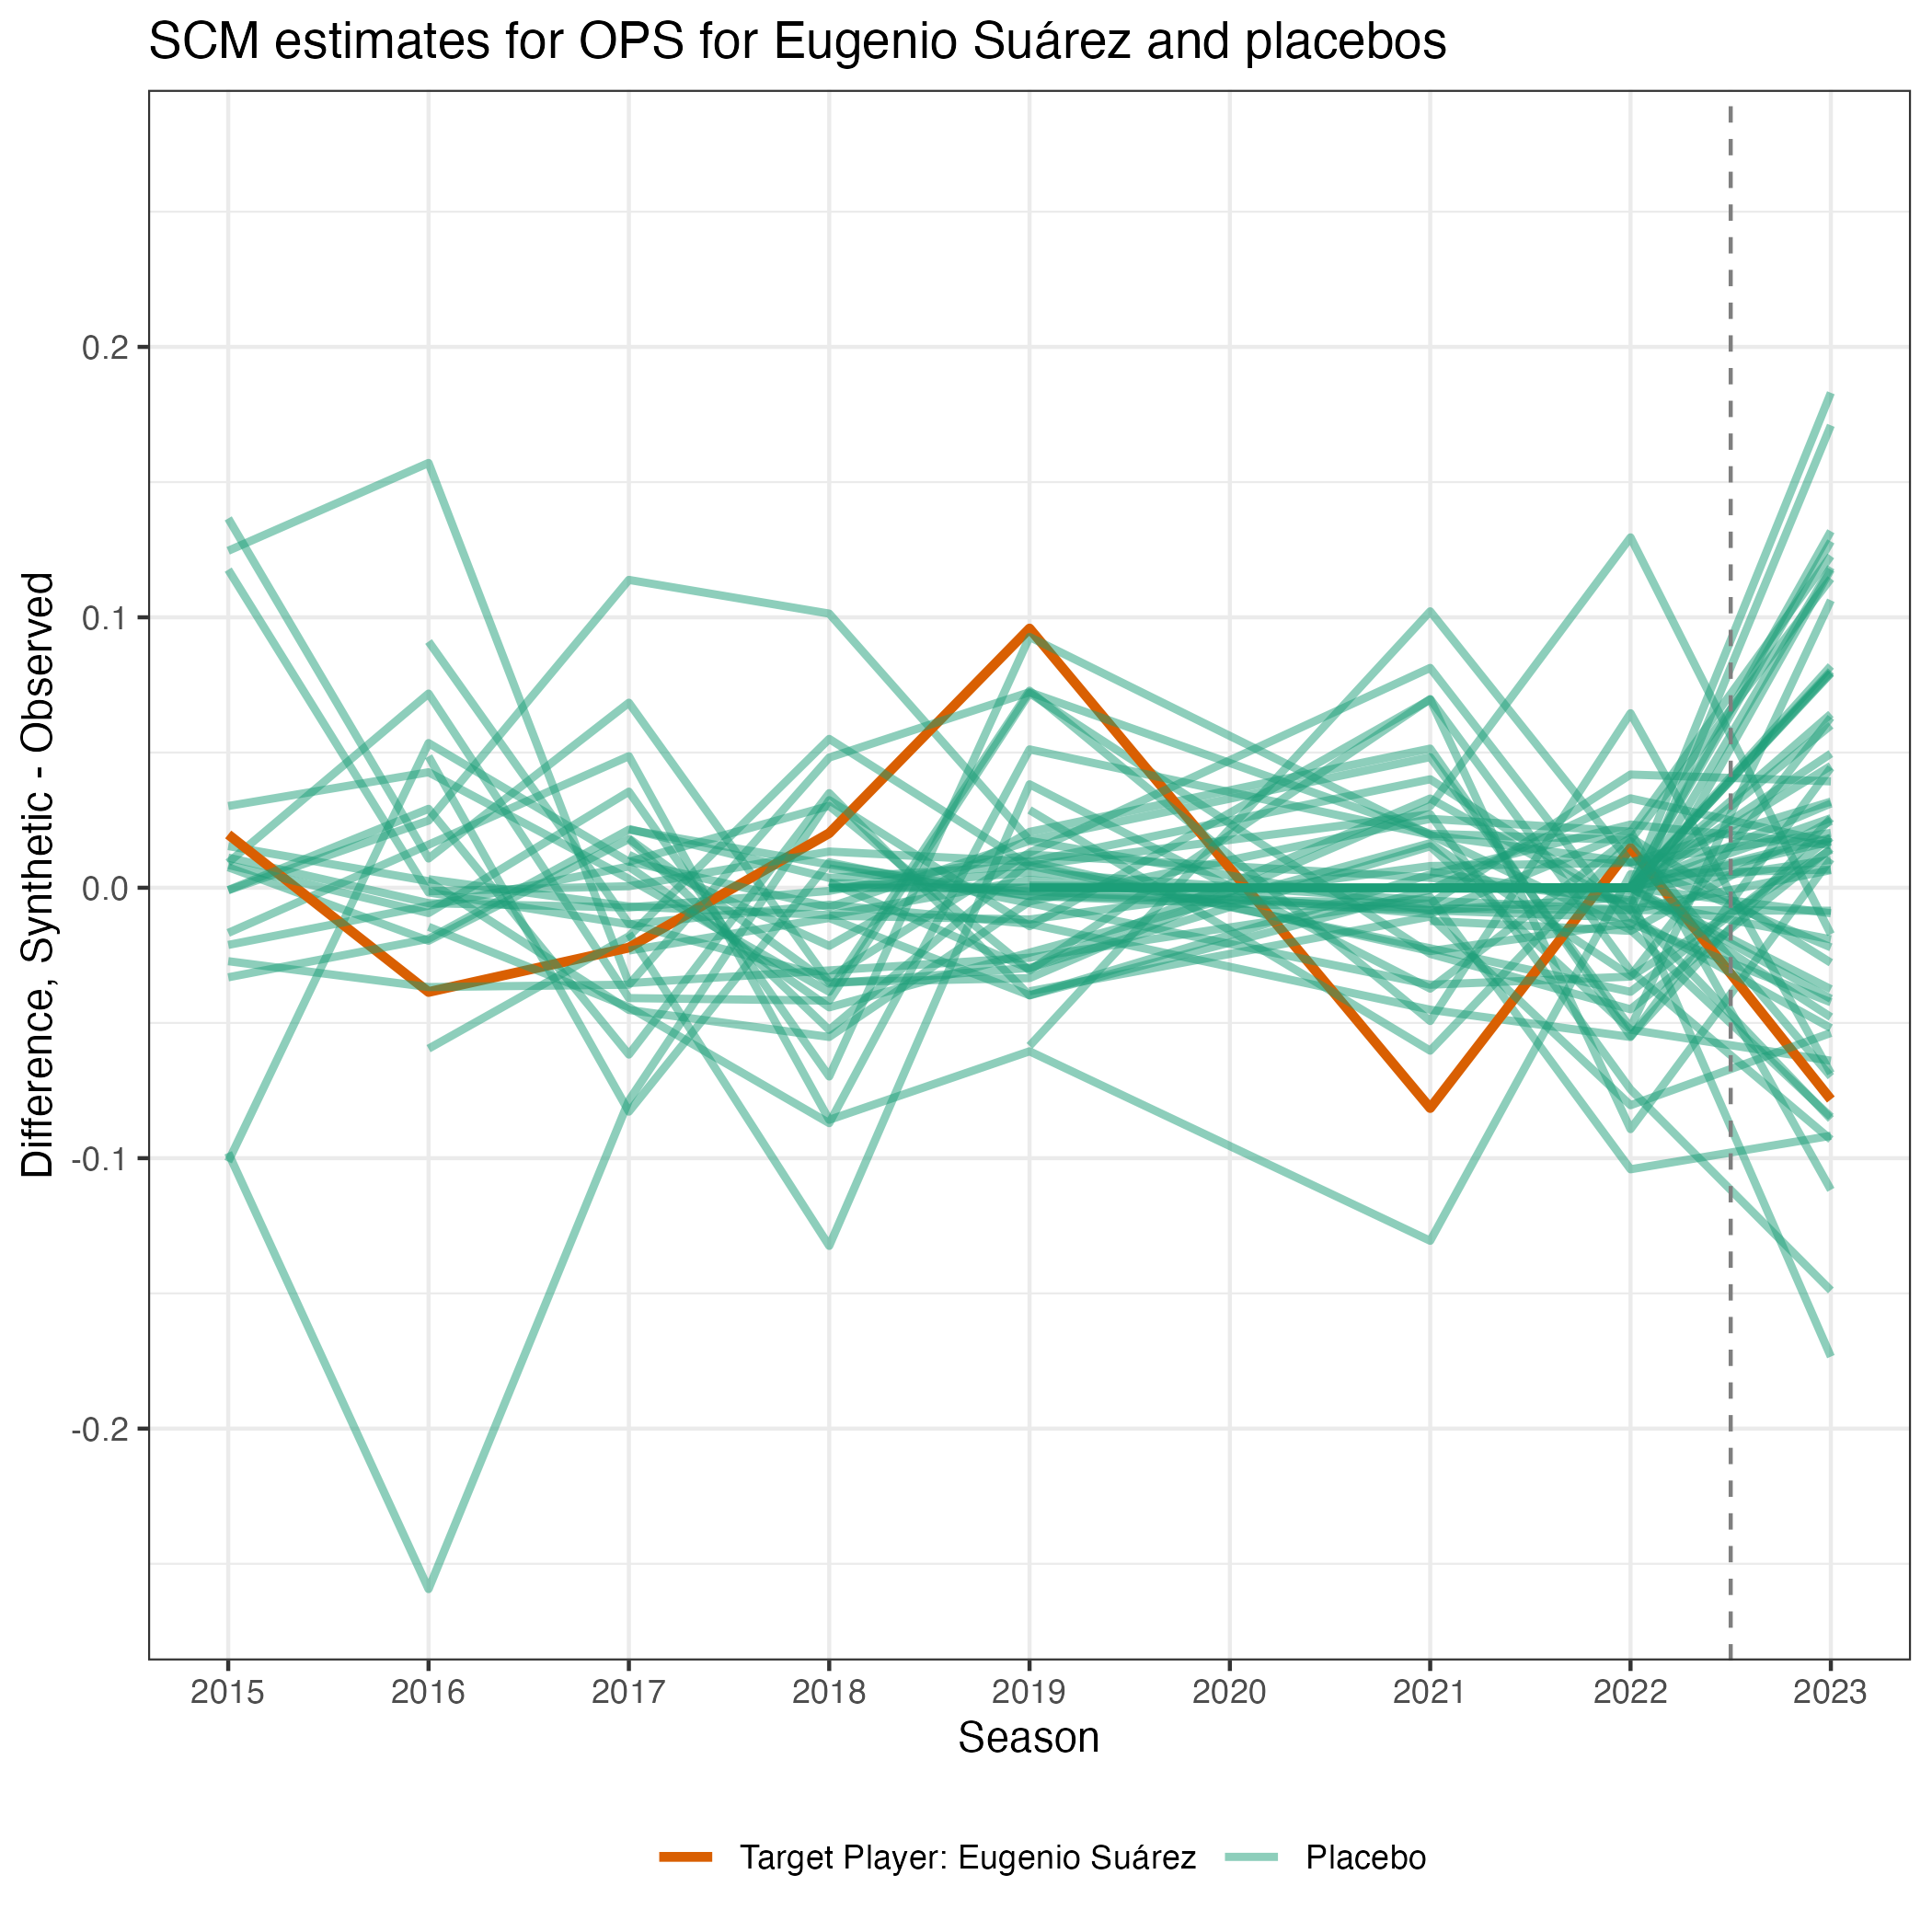 SCM estimates for OPS for Eugenio Suárez and placebos
Difference, Synthetic - Observed
0.2
0.1
0.0
-0.1
-0.2
2015 2016 2017 2018 2019 2020 2021 2022 2023
Season
Target Player: Eugenio Suárez Placebo